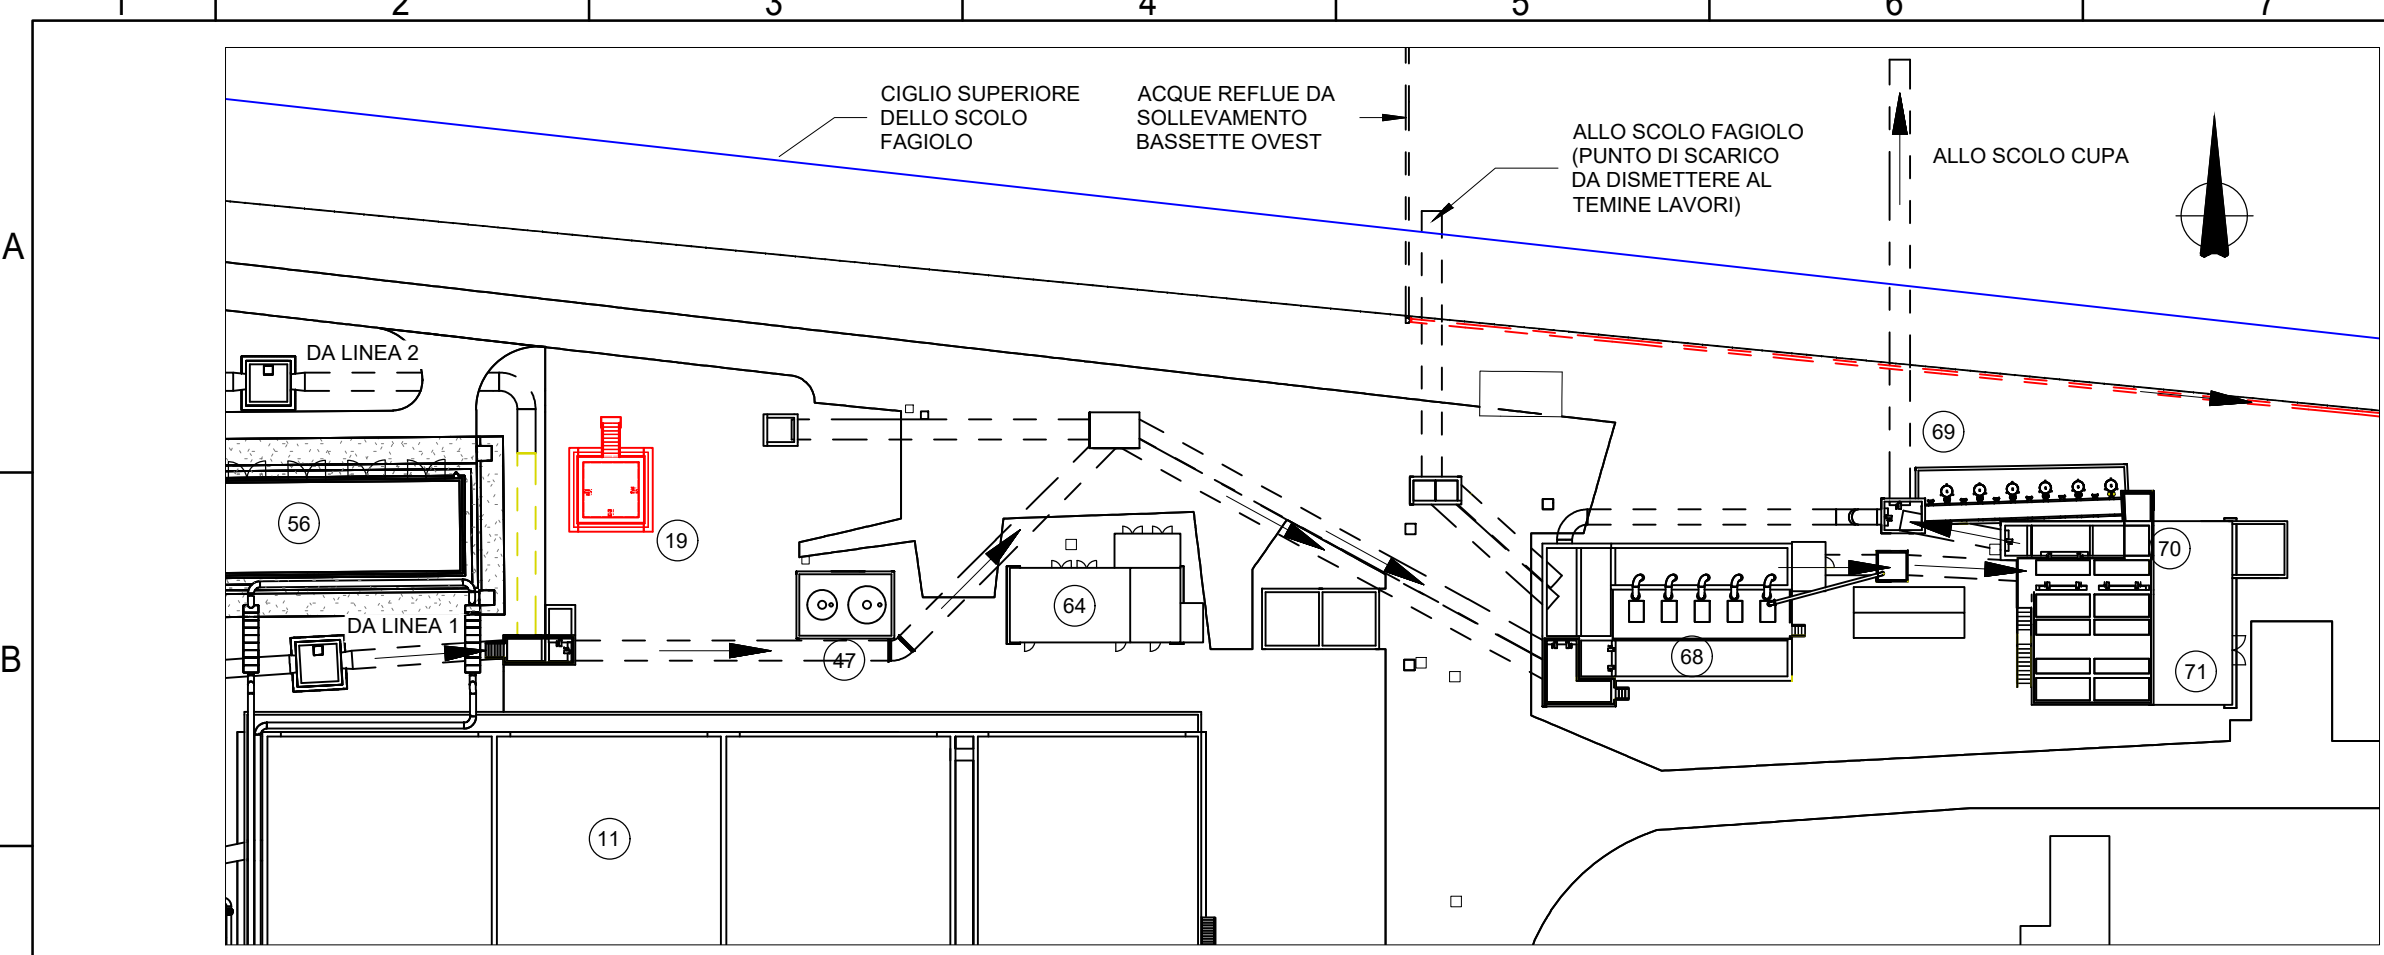 1 2 3 4 5 6 7
CIGLIO SUPERIORE
DELLO SCOLO
FAGIOLO
ACQUE REFLUE DA
SOLLEVAMENTO
BASSETTE OVEST
ALLO SCOLO FAGIOLO
(PUNTO DI SCARICO
DA DISMETTERE AL
TEMINE LAVORI)
ALLO SCOLO CUPA
A
DA LINEA 2
69
56
19
70
64
DA LINEA 1
47
68
71
B
11